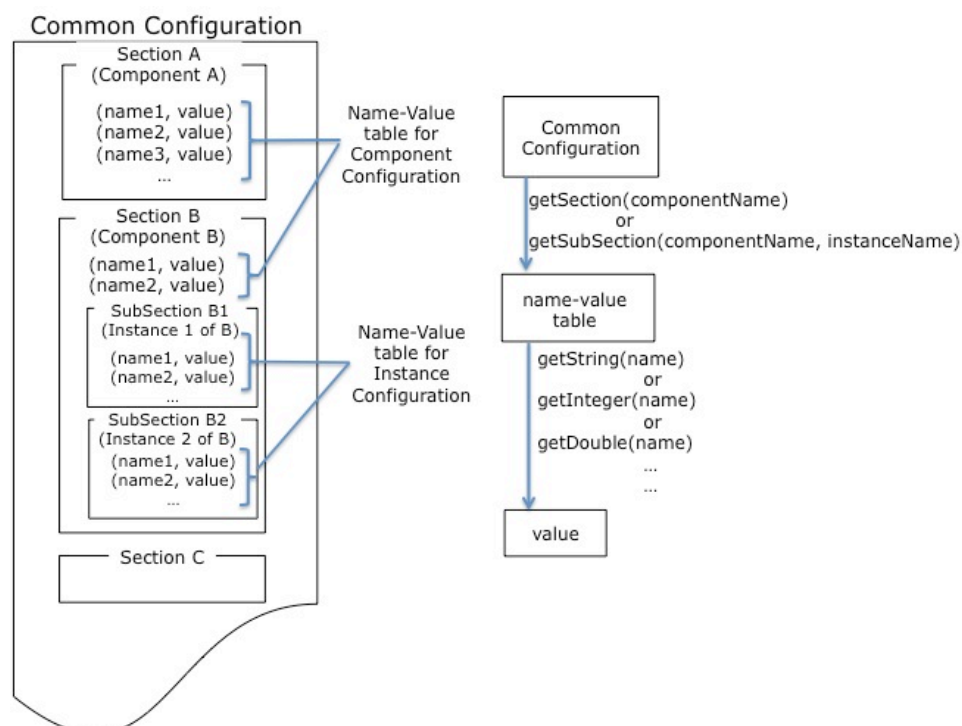 Common Configuration
Section A
(Component A)
(name1, value)
(name2, value)
(name3, value)
...
Section B
(Component B)
(name1, value)
(name2, value)
SubSection B1
(Instance 1 of B)
(name1, value)
(name2, value)
...
SubSection B2
(Instance 2 of B)
(name1, value)
(name2, value)
...
Section C
Name-Value
table for
Component
Configuration
Name-Value
table for
Instance
Configuration
Common
Configuration
getSection(componentName)
or
getSubSection(componentName, instanceName)
name-value
table
getString(name)
or
getInteger(name)
or
getDouble(name)
...
...
value